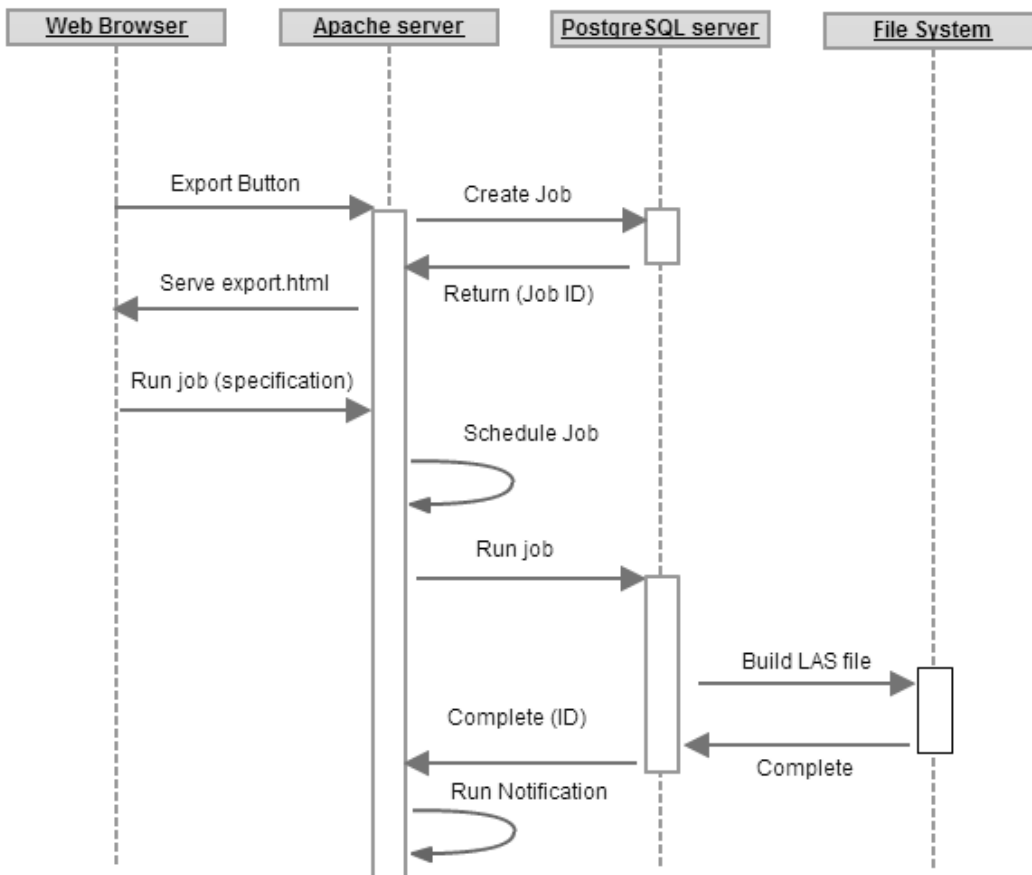 Web Browser
Apache server
PostgreSQL server
File System
Export Button
Create Job
Serve export.html
Return (Job ID)
Run job (specification)
Schedule Job
Run job
Build LAS file
Complete (ID)
Complete
Run Notification